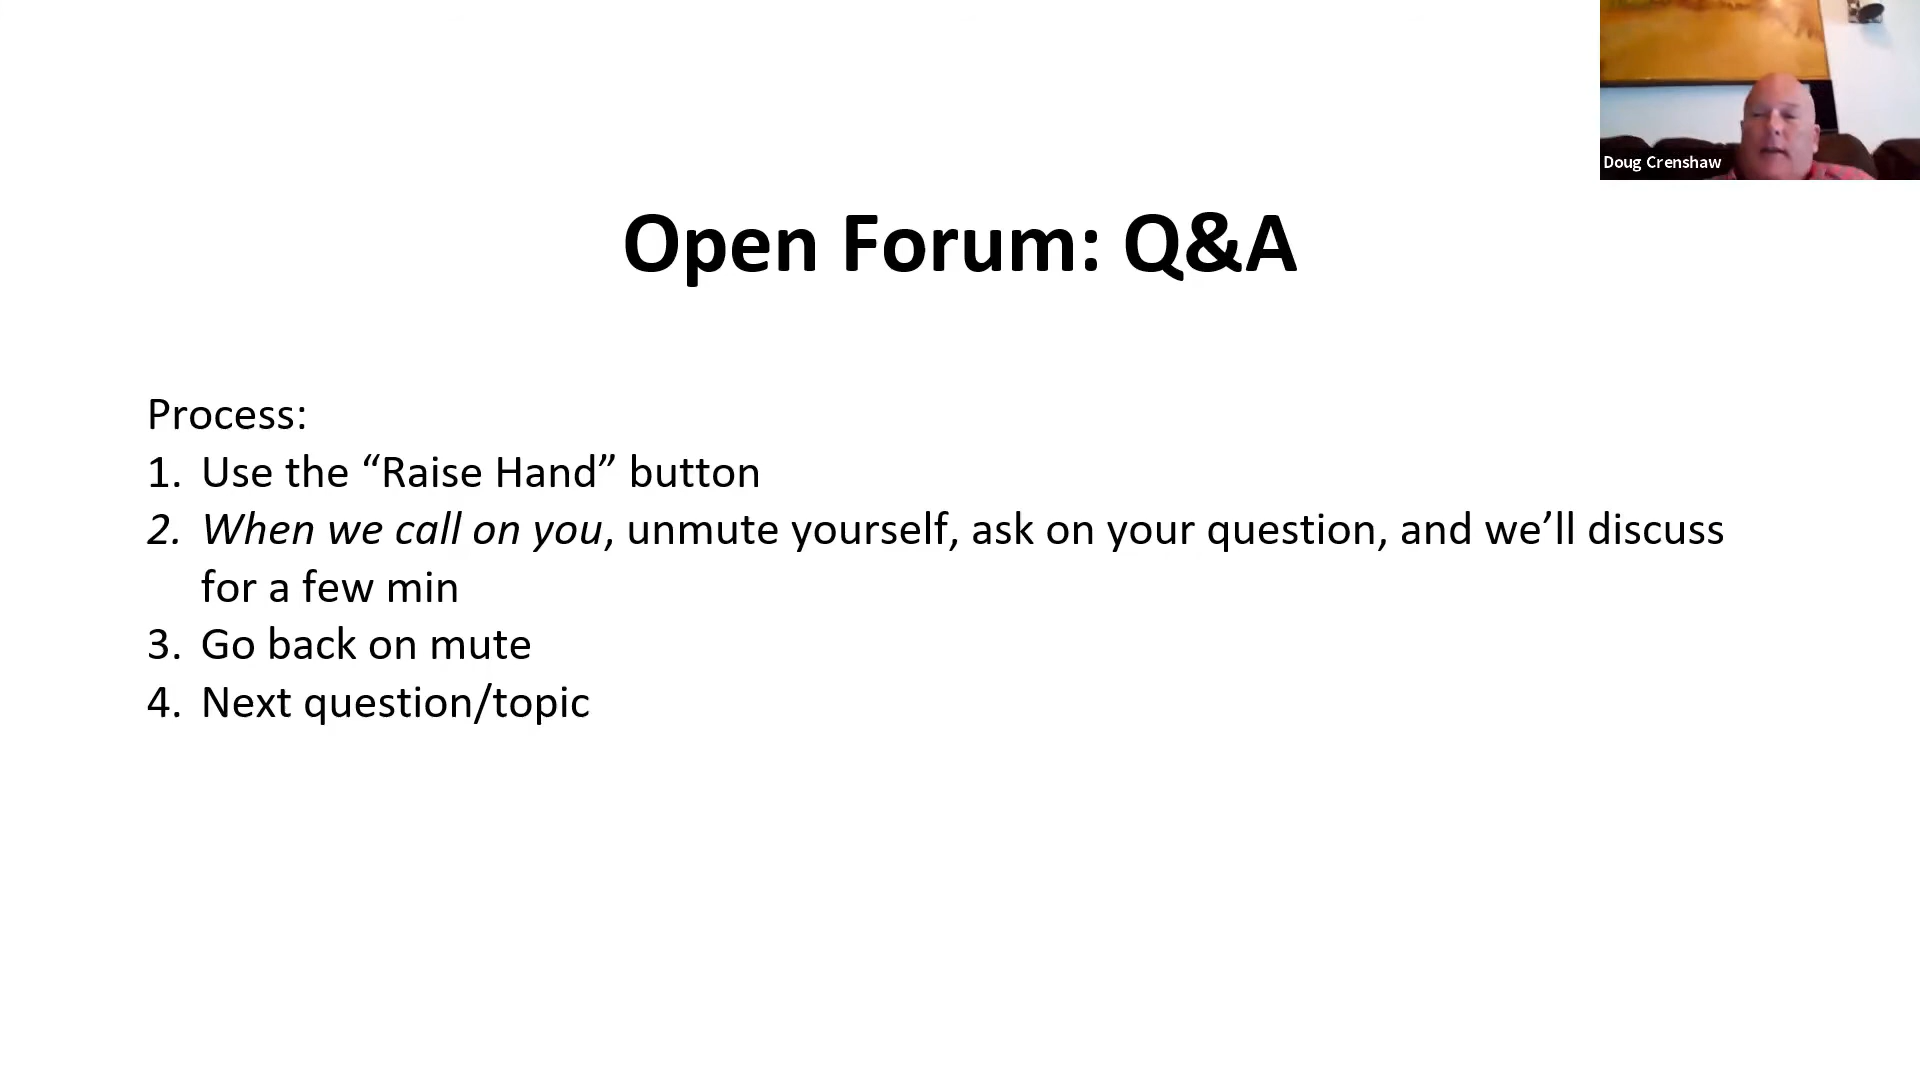 Doug Crenshaw
Open Forum: Q&A
Process:
1. Use the “Raise Hand” button
2. When we call on you, unmute yourself, ask on your question, and we’ll discuss
for a few min
3. Go back on mute
4. Next question/topic